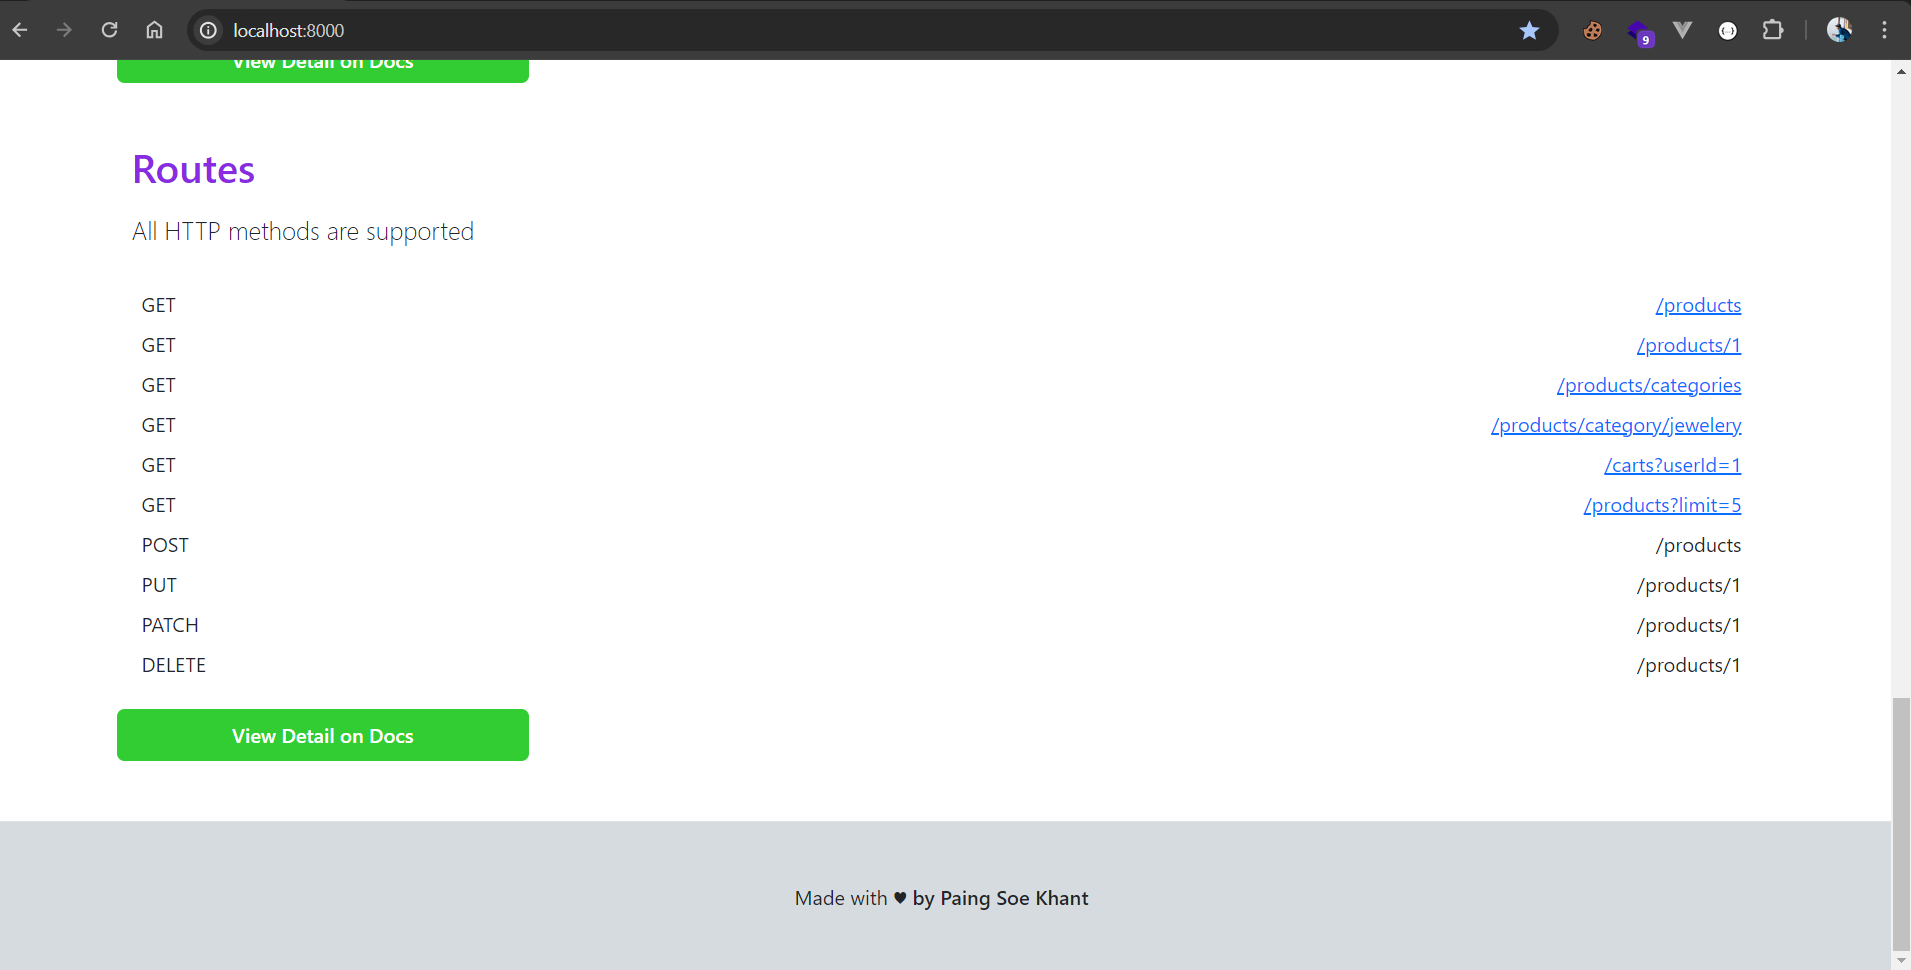 localhost:8000
9
View Detail on Docs
Routes
All HTTP methods are supported
GET /products
GET /products/1
GET /products/categories
GET /products/category/jewelery
GET /carts?userId=1
GET /products?limit=5
POST /products
PUT /products/1
PATCH /products/1
DELETE /products/1
View Detail on Docs
Made with ♥ by Paing Soe Khant